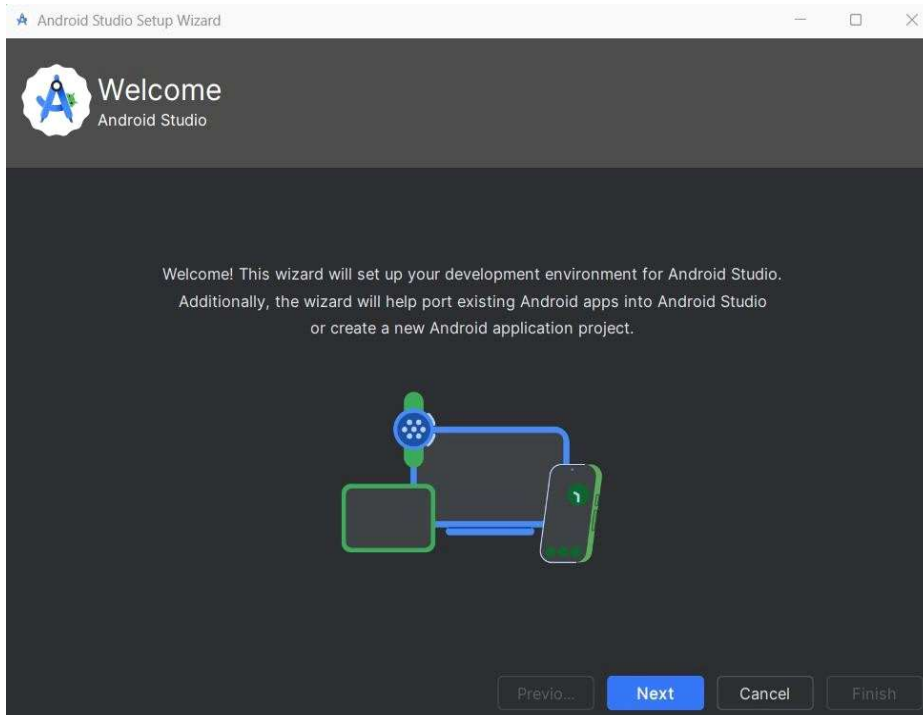 Android Studio Setup Wizard
Welcome
Android Studio
Welcome! This wizard will set up your development environment for Android Studio.
Additionally, the wizard will help port existing Android apps into Android Studio
or create a new Android application project.
Previo... Next Cancel Finish